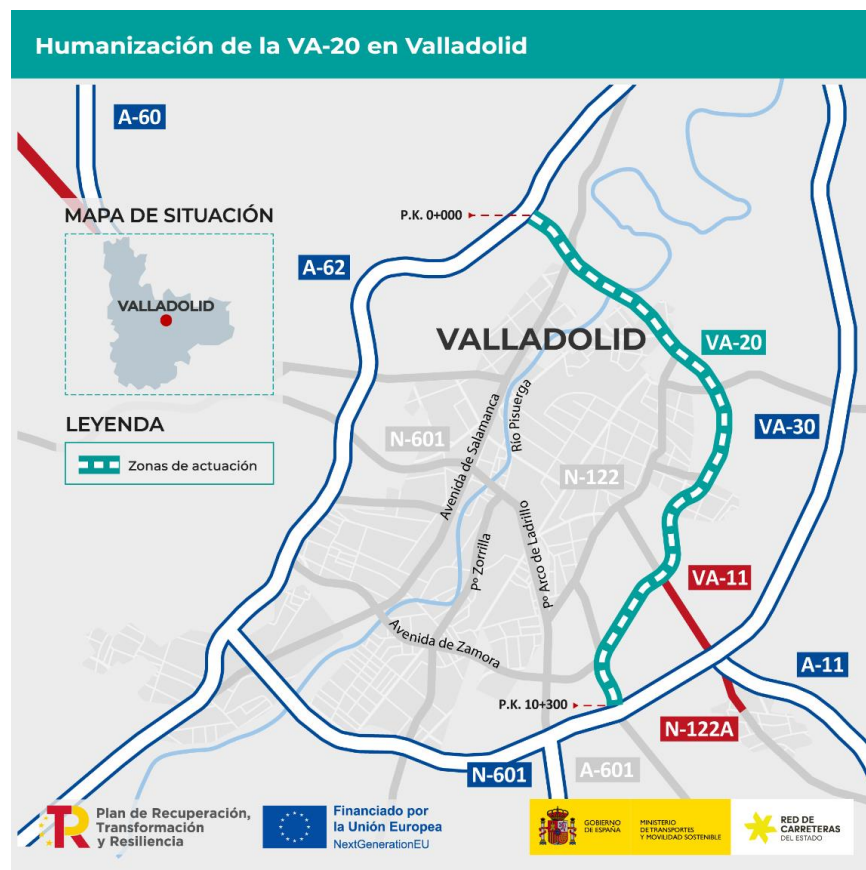 Humanización de la VA-20 en Valladolid
A-60
MAPA DE SITUACIÓN
VALLADOLID
P.K. 0+000
A-62
VALLADOLID
VA-20
LEYENDA
Zonas de actuación
N-601
Avenida de Salamanca
Río Pisuerga
VA-30
N-122
Pº Zorrilla
Pº Arco de Ladrillo
VA-11
Avenida de Zamora
A-11
P.K. 10+300
N-122A
N-601
A-601
Plan de Recuperación,
Transformación
y Resiliencia
Financiado por
la Unión Europea
NextGenerationEU
GOBIERNO
DE ESPAÑA
MINISTERIO
DE TRANSPORTES
Y MOVILIDAD SOSTENIBLE
RED DE
CARRETERAS
DEL ESTADO